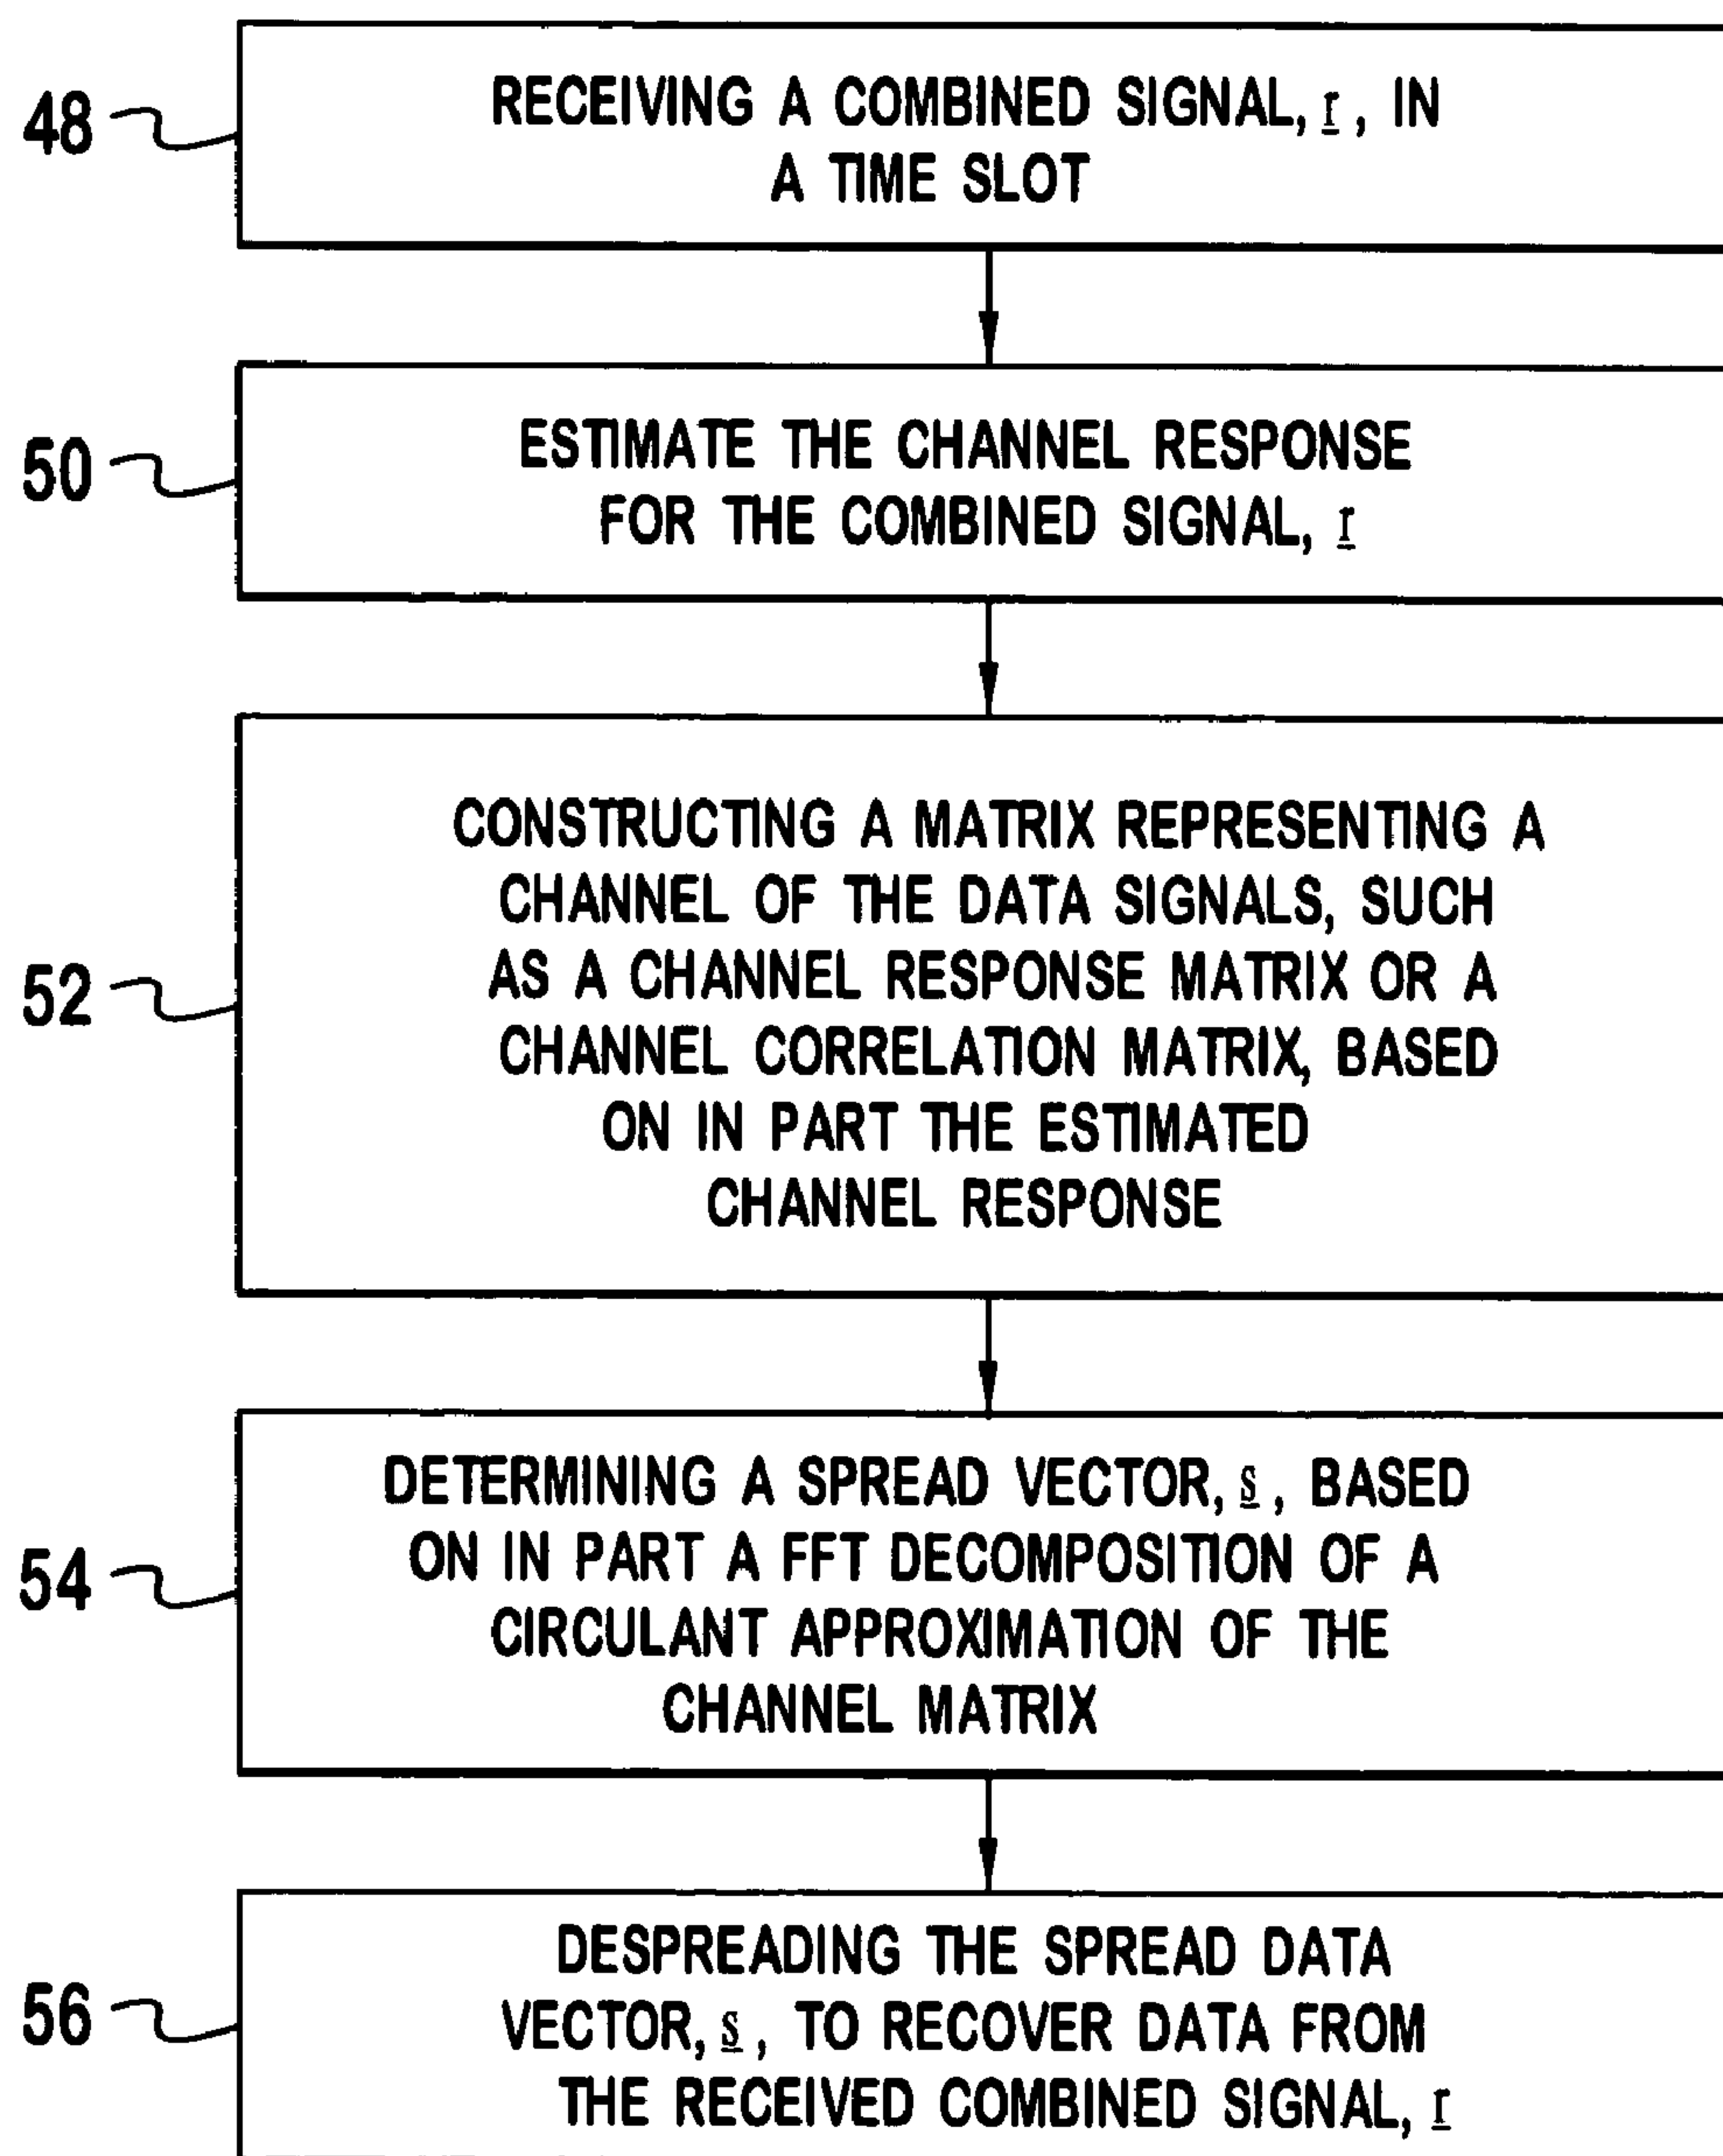 48
RECEIVING A COMBINED SIGNAL, r, IN
A TIME SLOT
50
ESTIMATE THE CHANNEL RESPONSE
FOR THE COMBINED SIGNAL, r
52
CONSTRUCTING A MATRIX REPRESENTING A
CHANNEL OF THE DATA SIGNALS, SUCH
AS A CHANNEL RESPONSE MATRIX OR A
CHANNEL CORRELATION MATRIX, BASED
ON IN PART THE ESTIMATED
CHANNEL RESPONSE
54
DETERMINING A SPREAD VECTOR, s, BASED
ON IN PART A FFT DECOMPOSITION OF A
CIRCULANT APPROXIMATION OF THE
CHANNEL MATRIX
56
DESPREADING THE SPREAD DATA
VECTOR, s, TO RECOVER DATA FROM
THE RECEIVED COMBINED SIGNAL, r